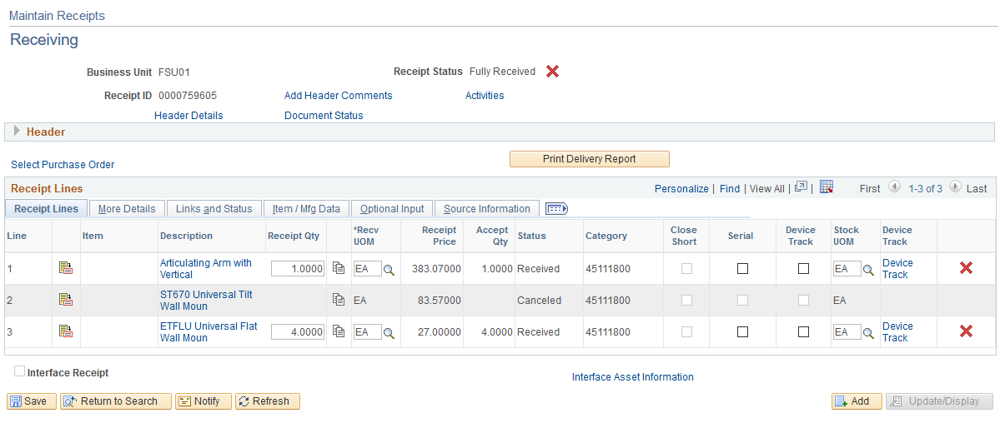 Maintain Receipts
Receiving
Business Unit FSU01 Receipt Status Fully Received
Receipt ID 0000759605 Add Header Comments Activities
Header Details Document Status
Header
Select Purchase Order Print Delivery Report
Receipt Lines Personalize | Find | View All | | First 1-3 of 3 Last
Receipt Lines More Details Links and Status Item / Mfg Data Optional Input Source Information
Line Item Description Receipt Qty *Recv UOM Receipt Price Accept Qty Status Category Close Short Serial Device Track Stock UOM Device Track
1 Articulating Arm with Vertical 1.0000 EA 383.07000 1.0000 Received 45111800 EA Device Track
2 ST670 Universal Tilt Wall Moun EA 83.57000 Canceled 45111800 EA
3 ETFLU Universal Flat Wall Moun 4.0000 EA 27.00000 4.0000 Received 45111800 EA Device Track
Interface Receipt Interface Asset Information
Save Return to Search Notify Refresh Add Update/Display